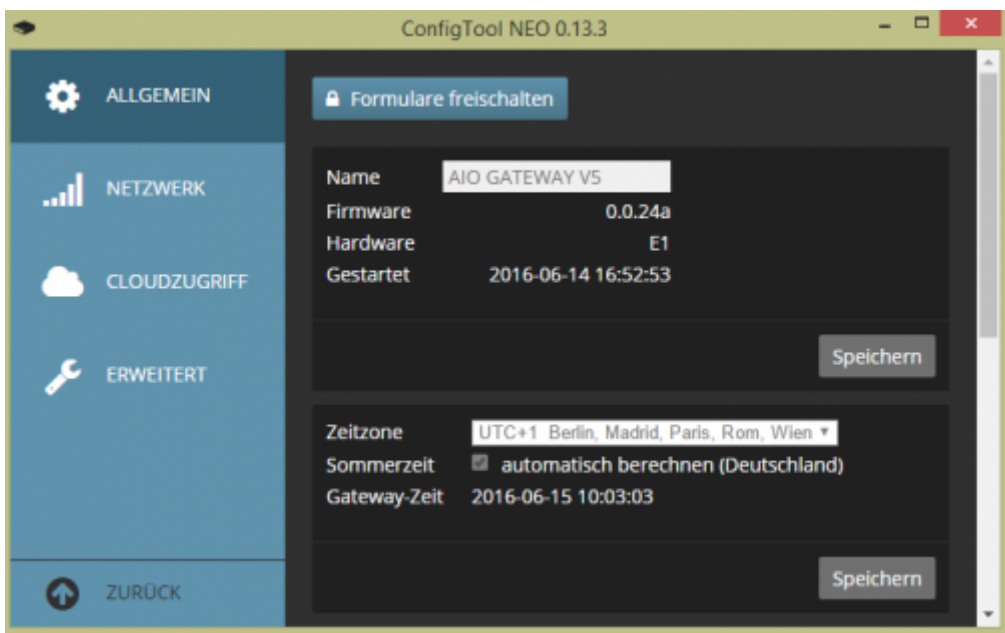 ConfigTool NEO 0.13.3
ALLGEMEIN
NETZWERK
CLOUDZUGRIFF
ERWEITERT
ZURÜCK
Formulare freischalten
Name AIO GATEWAY V5
Firmware 0.0.24a
Hardware E1
Gestartet 2016-06-14 16:52:53
Speichern
Zeitzone UTC+1 Berlin, Madrid, Paris, Rom, Wien
Sommerzeit automatisch berechnen (Deutschland)
Gateway-Zeit 2016-06-15 10:03:03
Speichern